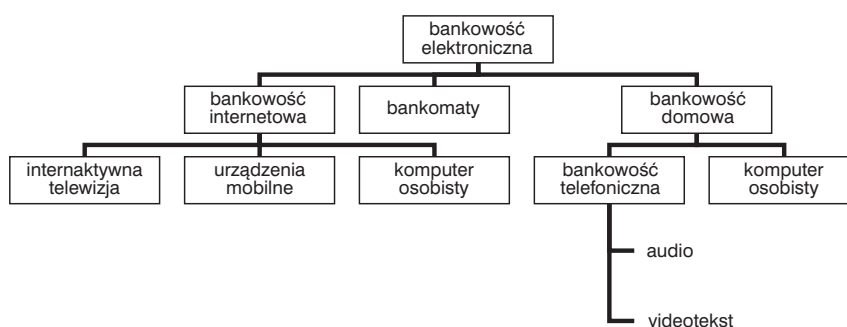 bankowość
elektroniczna
bankowość
internetowa
bankomaty
bankowość
domowa
internaktywna
telewizja
urządzenia
mobilne
komputer
osobisty
bankowość
telefoniczna
komputer
osobisty
audio
videotekst